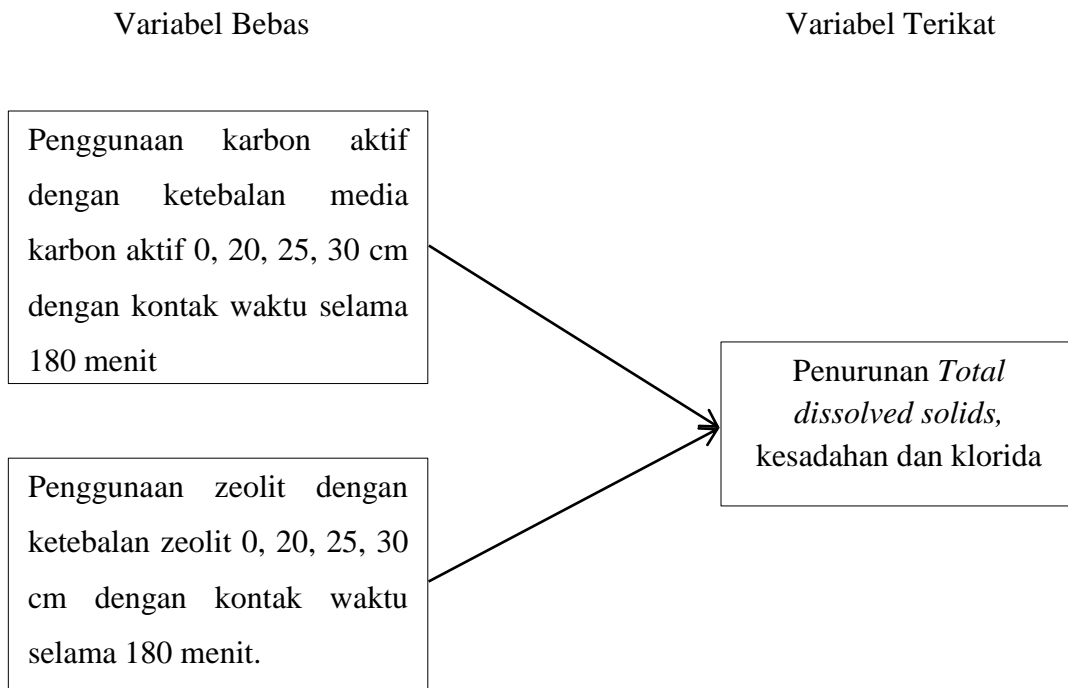 Variabel Bebas
Variabel Terikat
Penggunaan karbon aktif
dengan ketebalan media
karbon aktif 0, 20, 25, 30 cm
dengan kontak waktu selama
180 menit
Penurunan Total
dissolved solids,
kesadahan dan klorida
Penggunaan zeolit dengan
ketebalan zeolit 0, 20, 25, 30
cm dengan kontak waktu
selama 180 menit.